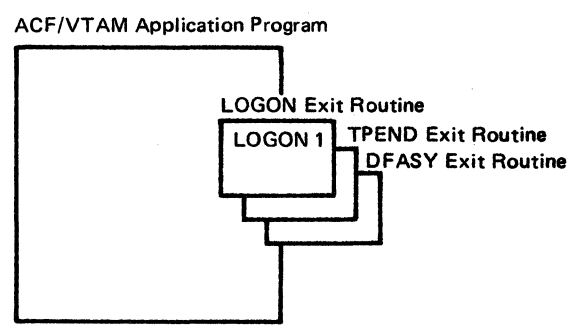 ACF/VTAM Application Program
LOGON Exit Routine
LOGON 1
TPEND Exit Routine
DFASY Exit Routine